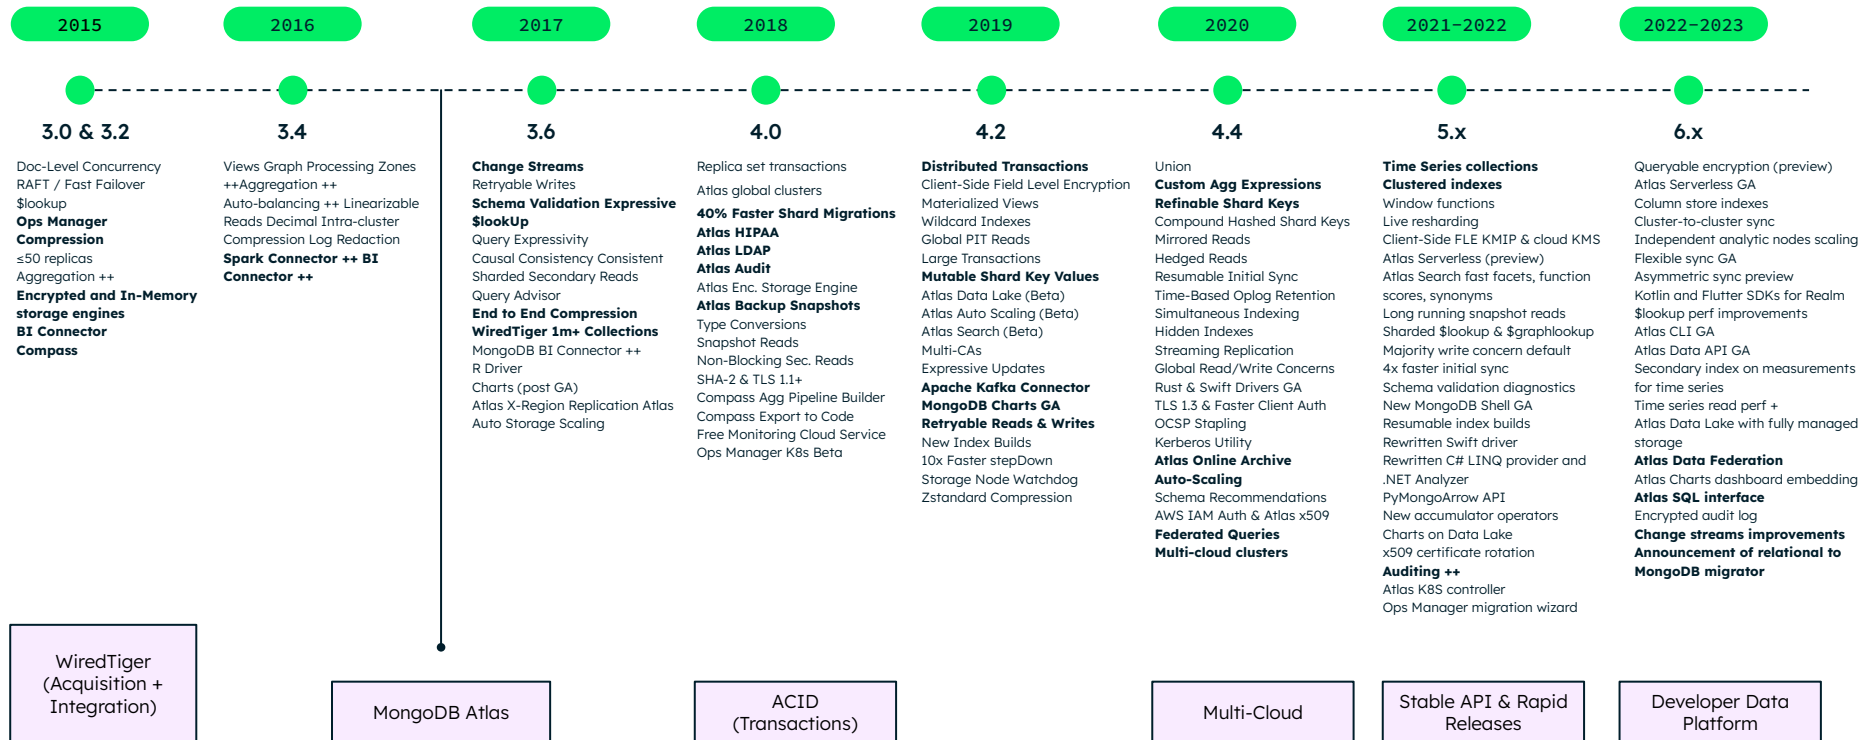 2015
2016
2017
2018
2019
2020
2021-2022
2022-2023
3.0 & 3.2
Doc-Level Concurrency
RAFT / Fast Failover
$lookup
Ops Manager
Compression
≤50 replicas
Aggregation ++
Encrypted and In-Memory
storage engines
BI Connector
Compass
3.4
Views Graph Processing Zones
++Aggregation ++
Auto-balancing ++ Linearizable
Reads Decimal Intra-cluster
Compression Log Redaction
Spark Connector ++ BI
Connector ++
3.6
Change Streams
Retryable Writes
Schema Validation Expressive
$lookUp
Query Expressivity
Causal Consistency Consistent
Sharded Secondary Reads
Query Advisor
End to End Compression
WiredTiger 1m+ Collections
MongoDB BI Connector ++
R Driver
Charts (post GA)
Atlas X-Region Replication Atlas
Auto Storage Scaling
4.0
Replica set transactions
Atlas global clusters
40% Faster Shard Migrations
Atlas HIPAA
Atlas LDAP
Atlas Audit
Atlas Enc. Storage Engine
Atlas Backup Snapshots
Type Conversions
Snapshot Reads
Non-Blocking Sec. Reads
SHA-2 & TLS 1.1+
Compass Agg Pipeline Builder
Compass Export to Code
Free Monitoring Cloud Service
Ops Manager K8s Beta
4.2
Distributed Transactions
Client-Side Field Level Encryption
Materialized Views
Wildcard Indexes
Global PIT Reads
Large Transactions
Mutable Shard Key Values
Atlas Data Lake (Beta)
Atlas Auto Scaling (Beta)
Atlas Search (Beta)
Multi-CAs
Expressive Updates
Apache Kafka Connector
MongoDB Charts GA
Retryable Reads & Writes
New Index Builds
10x Faster stepDown
Storage Node Watchdog
Zstandard Compression
4.4
Union
Custom Agg Expressions
Refinable Shard Keys
Compound Hashed Shard Keys
Mirrored Reads
Hedged Reads
Resumable Initial Sync
Time-Based Oplog Retention
Simultaneous Indexing
Hidden Indexes
Streaming Replication
Global Read/Write Concerns
Rust & Swift Drivers GA
TLS 1.3 & Faster Client Auth
OCSP Stapling
Kerberos Utility
Atlas Online Archive
Auto-Scaling
Schema Recommendations
AWS IAM Auth & Atlas x509
Federated Queries
Multi-cloud clusters
5.x
Time Series collections
Clustered indexes
Window functions
Live resharding
Client-Side FLE KMIP & cloud KMS
Atlas Serverless (preview)
Atlas Search fast facets, function
scores, synonyms
Long running snapshot reads
Sharded $lookup & $graphlookup
Majority write concern default
4x faster initial sync
Schema validation diagnostics
New MongoDB Shell GA
Resumable index builds
Rewritten Swift driver
Rewritten C# LINQ provider and
.NET Analyzer
PyMongoArrow API
New accumulator operators
Charts on Data Lake
x509 certificate rotation
Auditing ++
Atlas K8S controller
Ops Manager migration wizard
6.x
Queryable encryption (preview)
Atlas Serverless GA
Column store indexes
Cluster-to-cluster sync
Independent analytic nodes scaling
Flexible sync GA
Asymmetric sync preview
Kotlin and Flutter SDKs for Realm
$lookup perf improvements
Atlas CLI GA
Atlas Data API GA
Secondary index on measurements
for time series
Time series read perf +
Atlas Data Lake with fully managed
storage
Atlas Data Federation
Atlas Charts dashboard embedding
Atlas SQL interface
Encrypted audit log
Change streams improvements
Announcement of relational to
MongoDB migrator
WiredTiger
(Acquisition +
Integration)
MongoDB Atlas
ACID
(Transactions)
Multi-Cloud
Stable API & Rapid
Releases
Developer Data
Platform